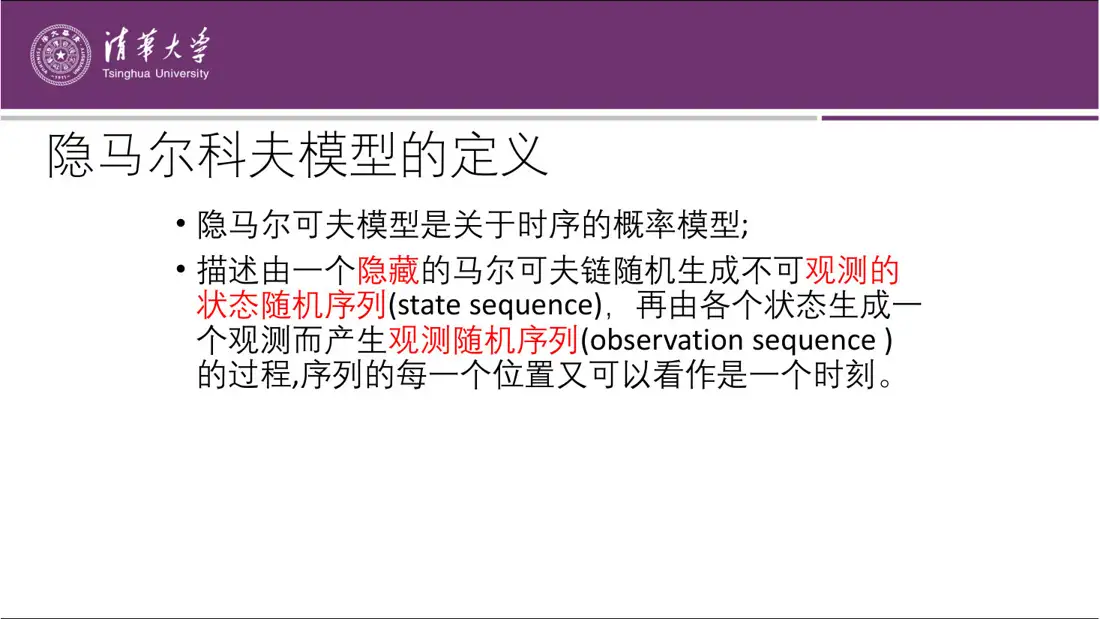 清华大学
Tsinghua University
隐马尔科夫模型的定义
• 隐马尔可夫模型是关于时序的概率模型;
• 描述由一个隐藏的马尔可夫链随机生成不可观测的
状态随机序列(state sequence)，再由各个状态生成一
个观测而产生观测随机序列(observation sequence )
的过程,序列的每一个位置又可以看作是一个时刻。